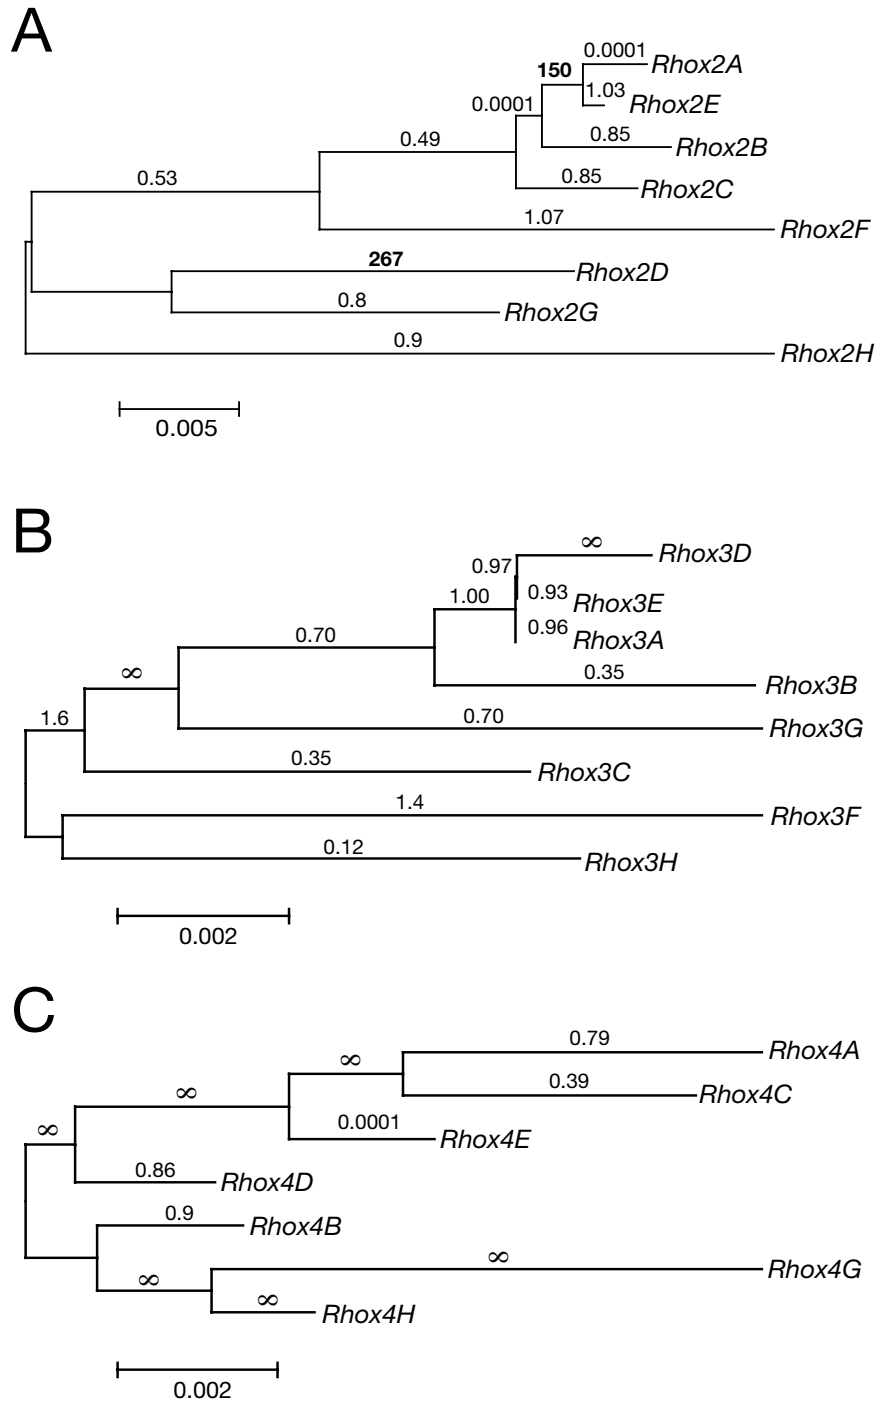 A
0.0001
Rhox2A
150
1.03
Rhox2E
0.0001
0.85
Rhox2B
0.49
0.85
Rhox2C
0.53
1.07
Rhox2F
267
Rhox2D
0.8
Rhox2G
0.9
Rhox2H
0.005
B
∞
Rhox3D
0.97
1.00
0.93
Rhox3E
0.96
Rhox3A
0.70
0.35
Rhox3B
∞
0.70
Rhox3G
1.6
0.35
Rhox3C
1.4
Rhox3F
0.12
Rhox3H
0.002
C
0.79
Rhox4A
∞
0.39
Rhox4C
∞
0.0001
Rhox4E
∞
0.86
Rhox4D
0.9
Rhox4B
∞
Rhox4G
∞
∞
Rhox4H
0.002